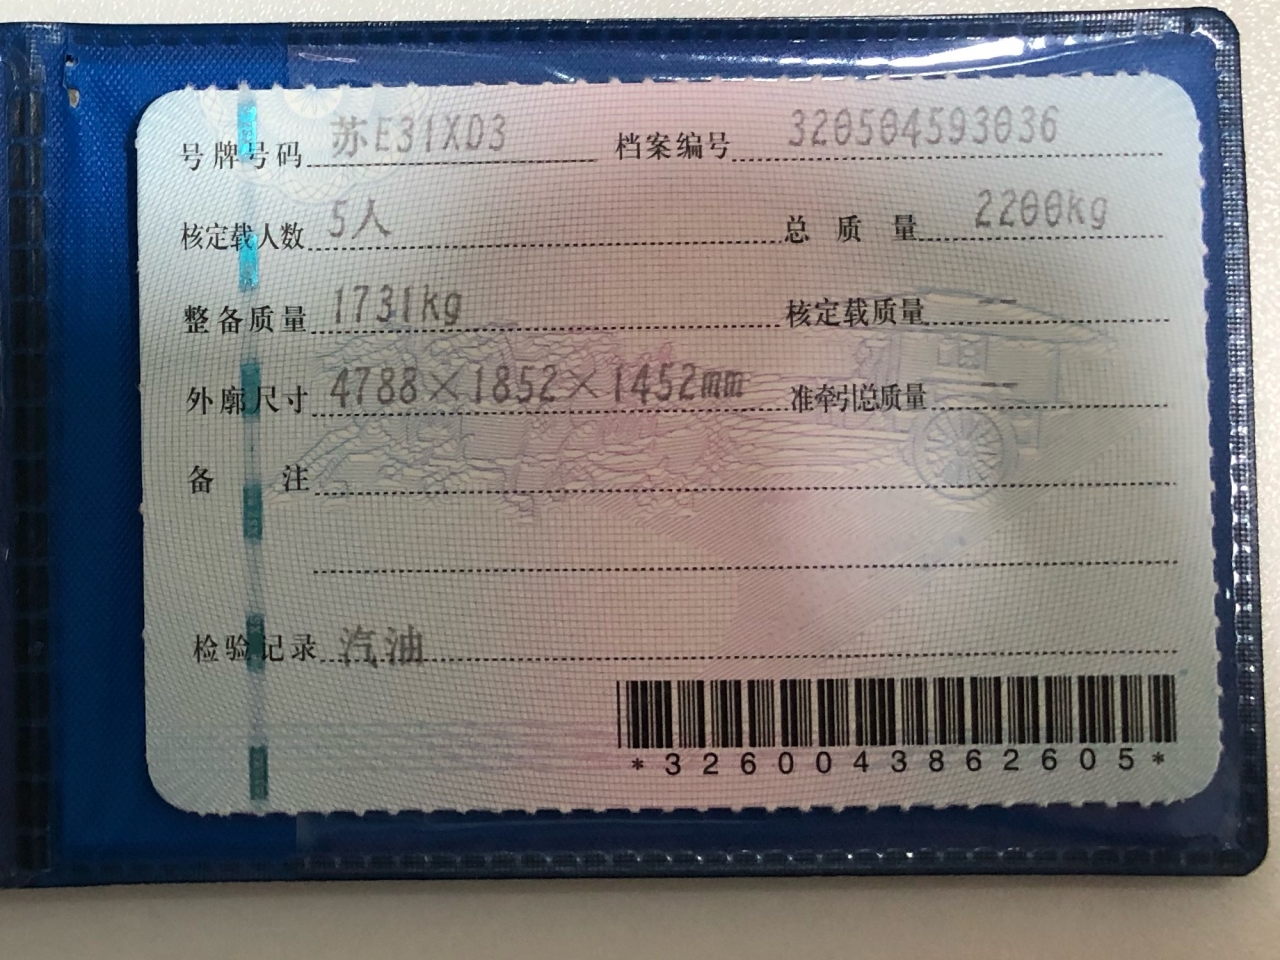 号牌号码 苏E31XD3 档案编号 320504593036
核定载人数 5人 总质量 2200kg
整备质量 1731kg 核定载质量 --
外廓尺寸 4788×1852×1452mm 准牵引总质量 --
备注
检验记录 汽油
*3260043862605*